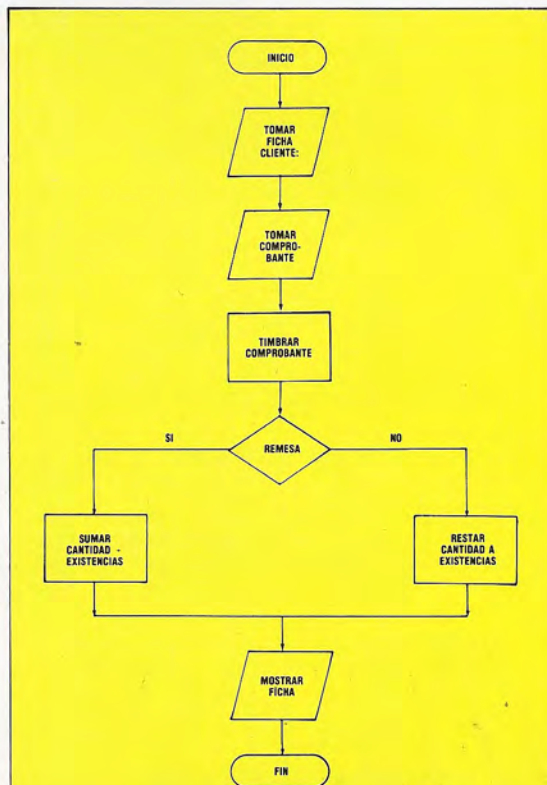 INICIO
TOMAR
FICHA
CLIENTE:
TOMAR
COMPRO-
BANTE
TIMBRAR
COMPROBANTE
SI
REMESA
NO
SUMAR
CANTIDAD -
EXISTENCIAS
RESTAR
CANTIDAD A
EXISTENCIAS
MOSTRAR
FICHA
FIN